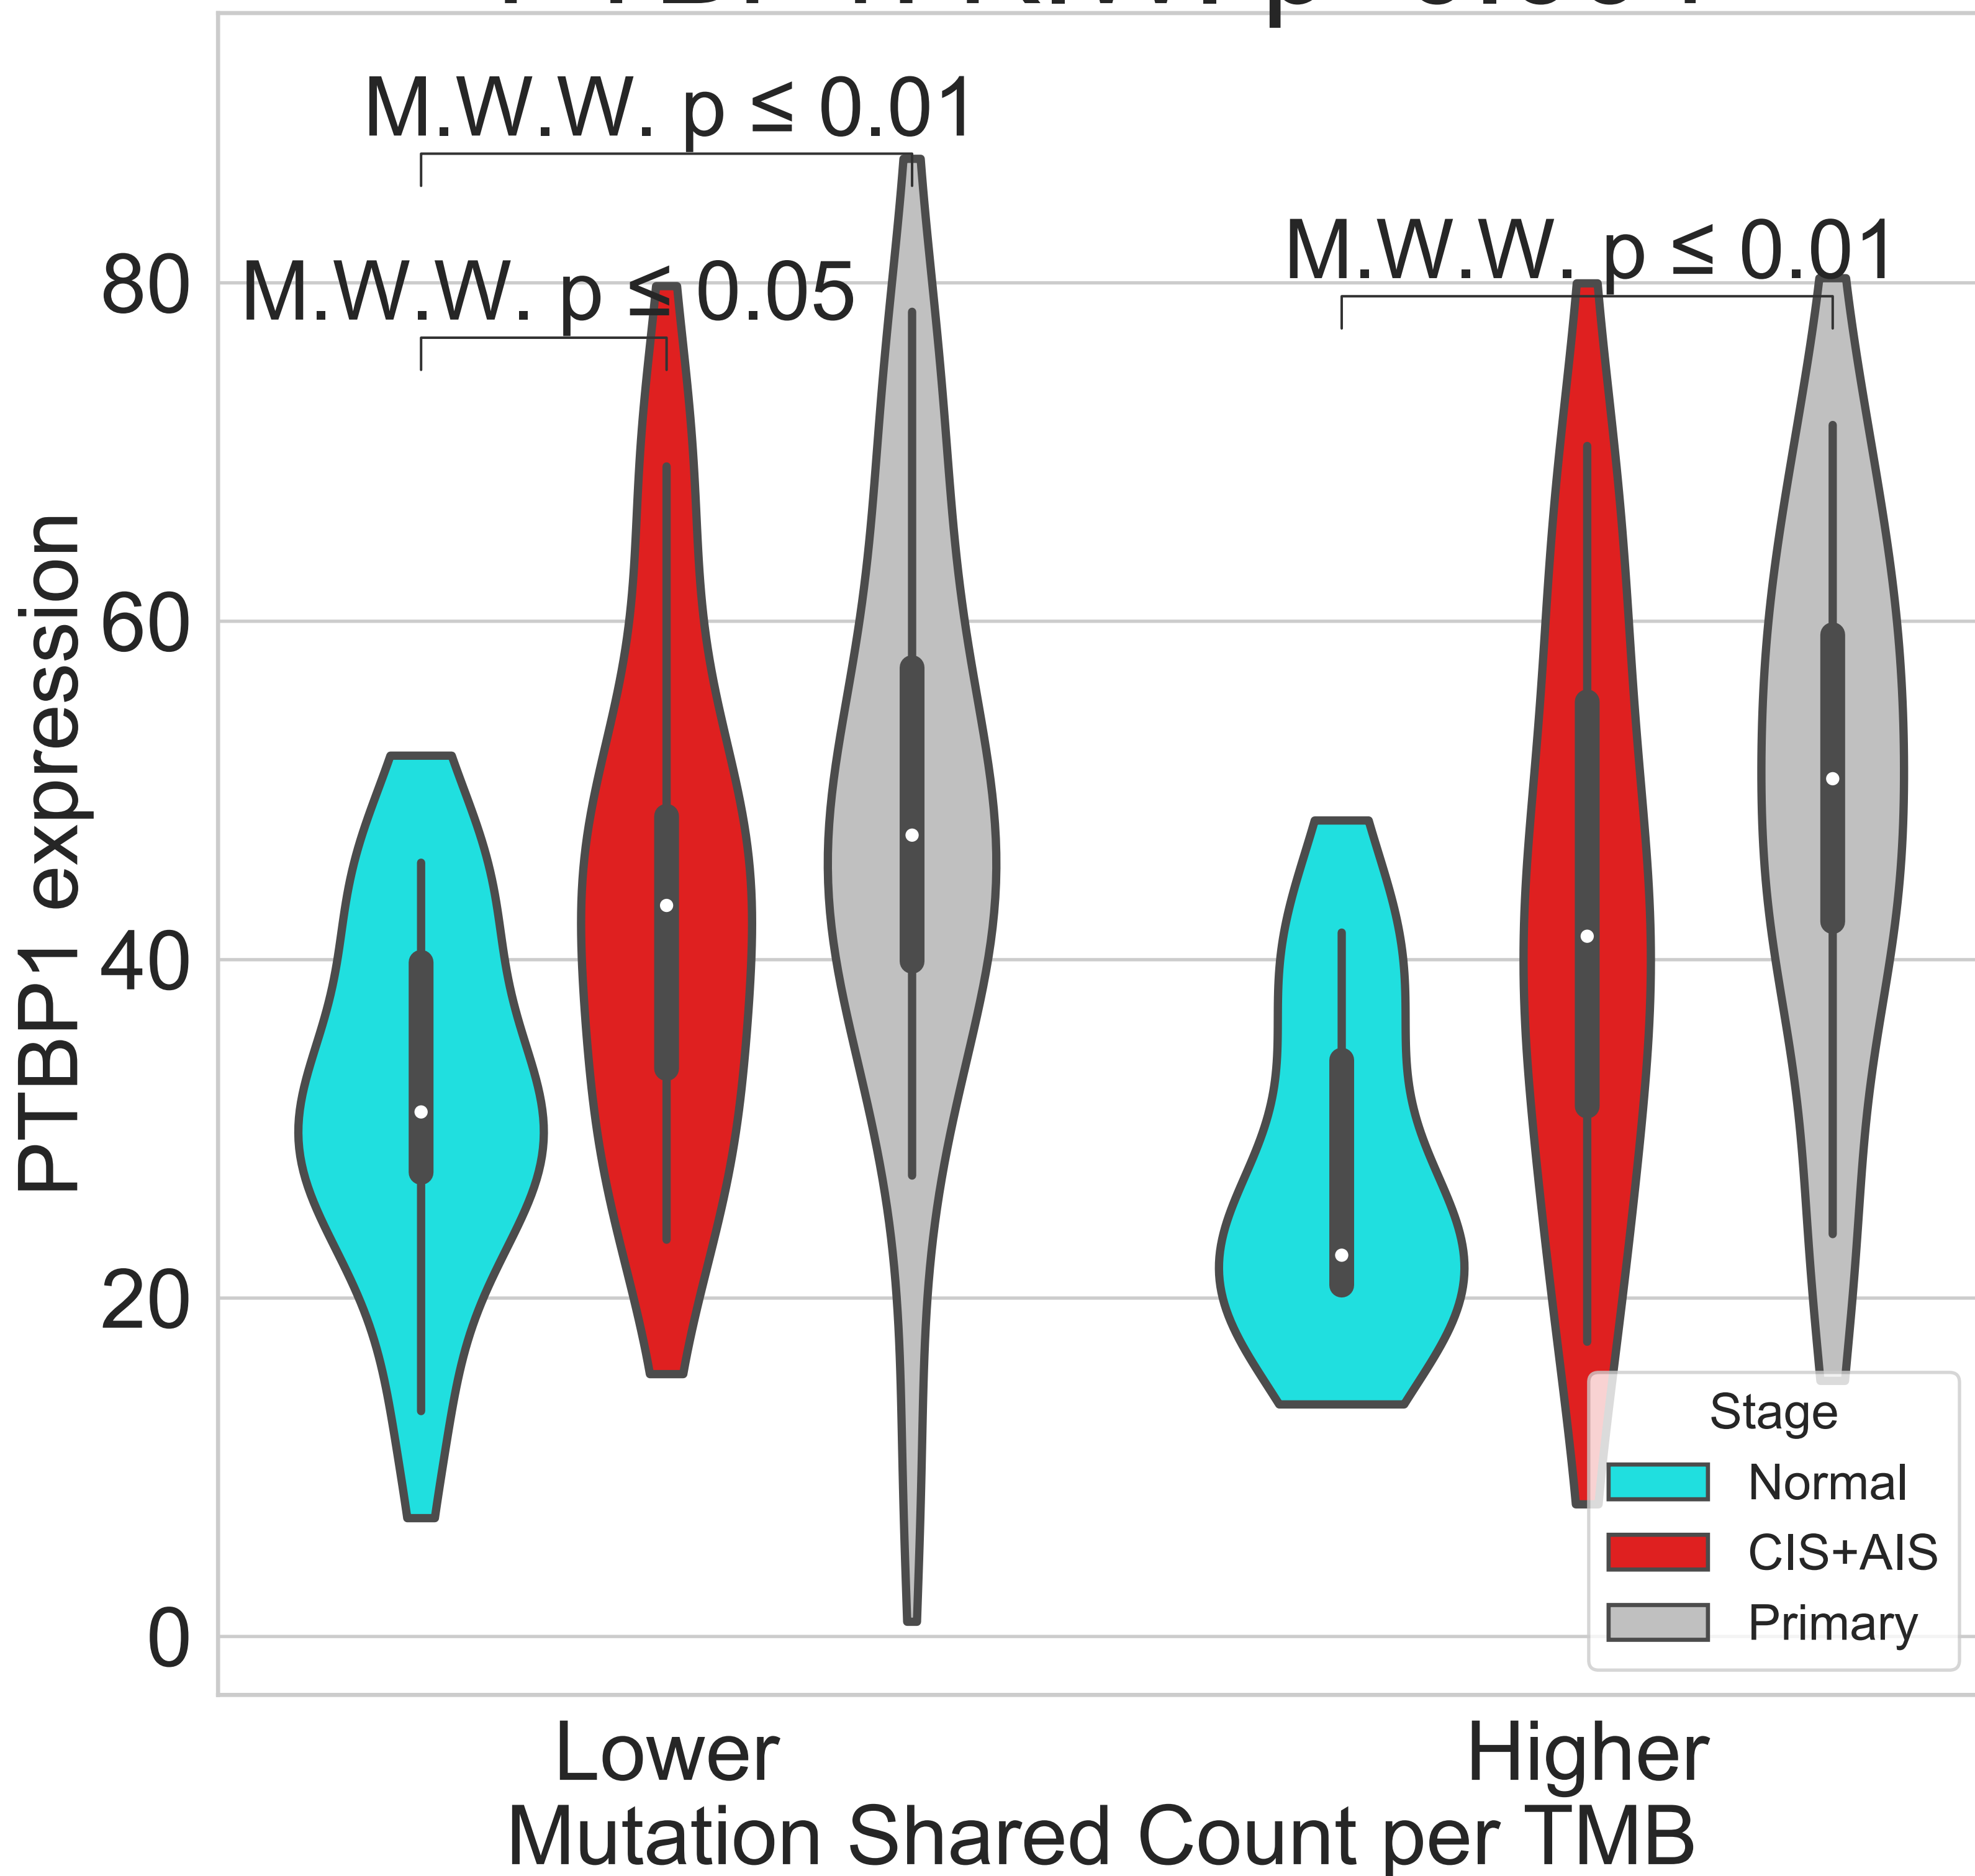 M.W.W. p ≤ 0.01
M.W.W. p ≤ 0.05
M.W.W. p ≤ 0.01
80
60
40
20
0
PTBP1 expression
Stage
Normal
CIS+AIS
Primary
Lower
Higher
Mutation Shared Count per TMB